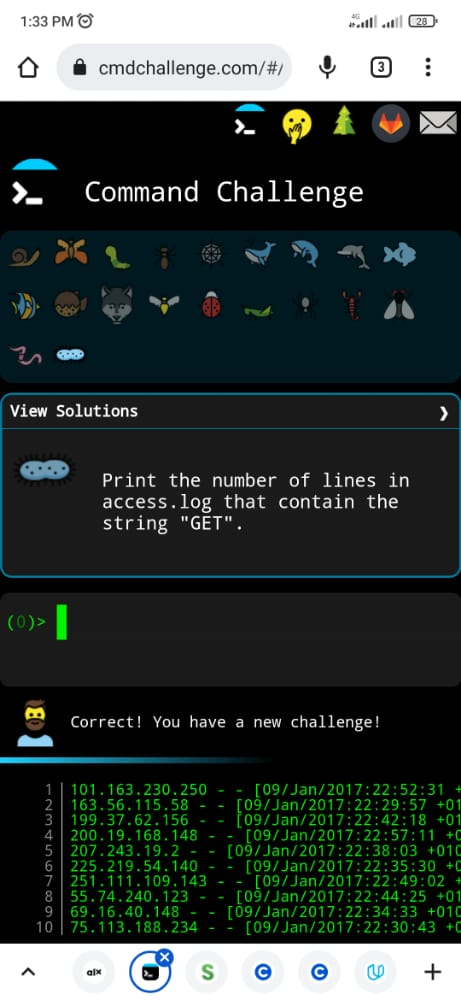 1:33 PM
4G
28
cmdchallenge.com/#/
3
Command Challenge
View Solutions
Print the number of lines in
access.log that contain the
string "GET".
(0)>
Correct! You have a new challenge!
1 101.163.230.250 - - [09/Jan/2017:22:52:31 +
2 163.56.115.58 - - [09/Jan/2017:22:29:57 +01
3 199.37.62.156 - - [09/Jan/2017:22:42:18 +01
4 200.19.168.148 - - [09/Jan/2017:22:57:11 +0
5 207.243.19.2 - - [09/Jan/2017:22:38:03 +010
6 225.219.54.140 - - [09/Jan/2017:22:35:30 +0
7 251.111.109.143 - - [09/Jan/2017:22:49:02 +
8 55.74.240.123 - - [09/Jan/2017:22:44:25 +01
9 69.16.40.148 - - [09/Jan/2017:22:34:33 +010
10 75.113.188.234 - - [09/Jan/2017:22:30:43 +0
alx